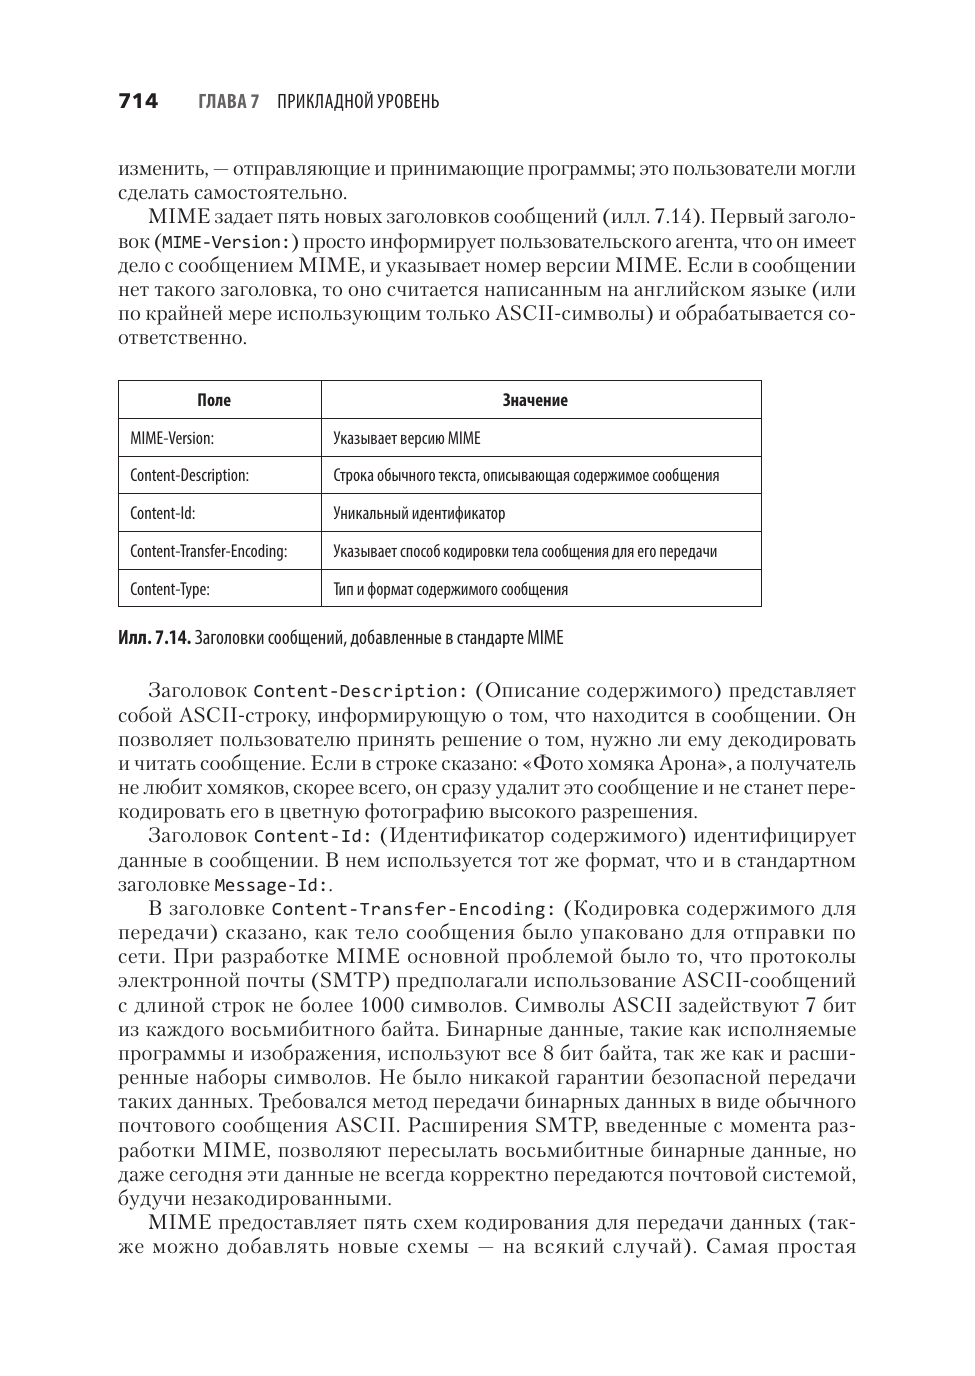 714 ГЛАВА 7 ПРИКЛАДНОЙ УРОВЕНЬ
изменить, — отправляющие и принимающие программы; это пользователи могли
сделать самостоятельно.
MIME задает пять новых заголовков сообщений (илл. 7.14). Первый заголо-
вок (MIME-Version:) просто информирует пользовательского агента, что он имеет
дело с сообщением MIME, и указывает номер версии MIME. Если в сообщении
нет такого заголовка, то оно считается написанным на английском языке (или
по крайней мере использующим только ASCII-символы) и обрабатывается со-
ответственно.
Поле Значение
MIME-Version: Указывает версию MIME
Content-Description: Строка обычного текста, описывающая содержимое сообщения
Content-Id: Уникальный идентификатор
Content-Transfer-Encoding: Указывает способ кодировки тела сообщения для его передачи
Content-Type: Тип и формат содержимого сообщения
Илл. 7.14. Заголовки сообщений, добавленные в стандарте MIME
Заголовок Content-Description: (Описание содержимого) представляет
собой ASCII-строку, информирующую о том, что находится в сообщении. Он
позволяет пользователю принять решение о том, нужно ли ему декодировать
и читать сообщение. Если в строке сказано: «Фото хомяка Арона», а получатель
не любит хомяков, скорее всего, он сразу удалит это сообщение и не станет пере-
кодировать его в цветную фотографию высокого разрешения.
Заголовок Content-Id: (Идентификатор содержимого) идентифицирует
данные в сообщении. В нем используется тот же формат, что и в стандартном
заголовке Message-Id:.
В заголовке Content-Transfer-Encoding: (Кодировка содержимого для
передачи) сказано, как тело сообщения было упаковано для отправки по
сети. При разработке MIME основной проблемой было то, что протоколы
электронной почты (SMTP) предполагали использование ASCII-сообщений
с длиной строк не более 1000 символов. Символы ASCII задействуют 7 бит
из каждого восьмибитного байта. Бинарные данные, такие как исполняемые
программы и изображения, используют все 8 бит байта, так же как и расши-
ренные наборы символов. Не было никакой гарантии безопасной передачи
таких данных. Требовался метод передачи бинарных данных в виде обычного
почтового сообщения ASCII. Расширения SMTP, введенные с момента раз-
работки MIME, позволяют пересылать восьмибитные бинарные данные, но
даже сегодня эти данные не всегда корректно передаются почтовой системой,
будучи незакодированными.
MIME предоставляет пять схем кодирования для передачи данных (так-
же можно добавлять новые схемы — на всякий случай). Самая простая